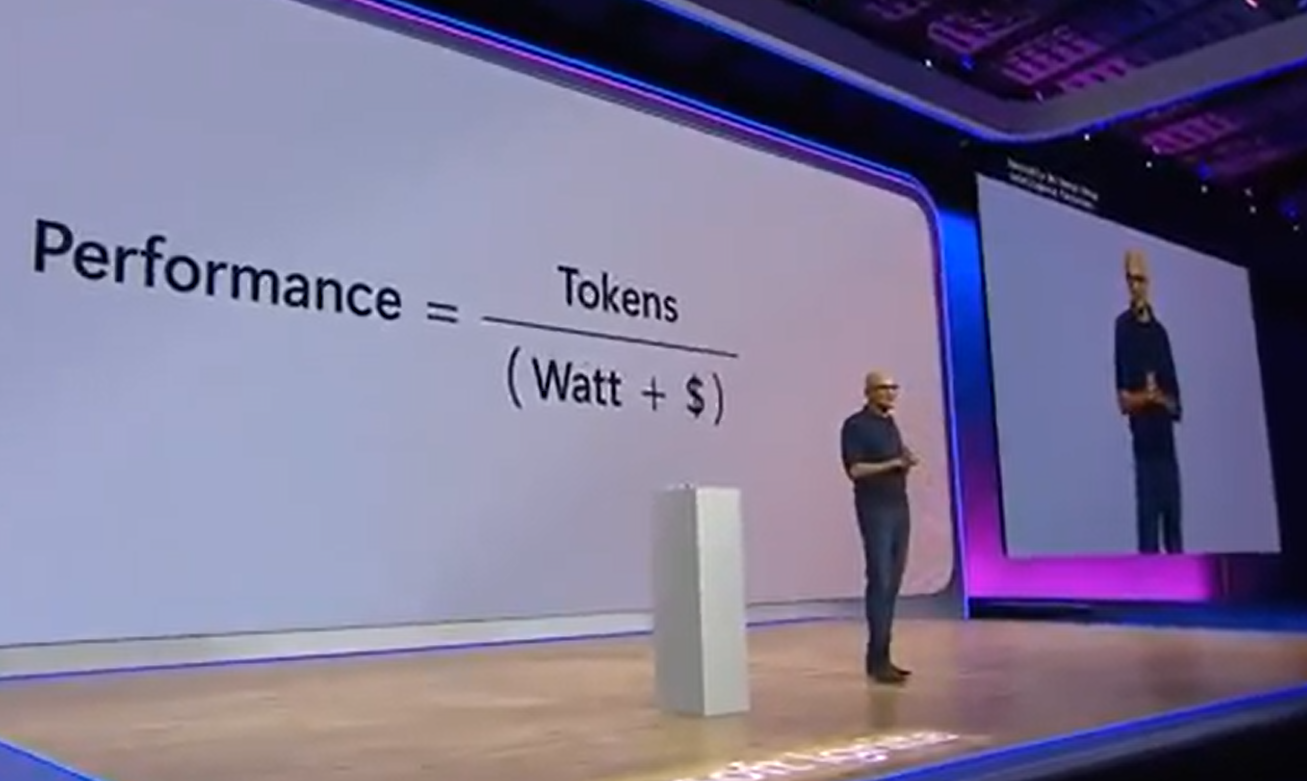 Performance = Tokens
(Watt + $)